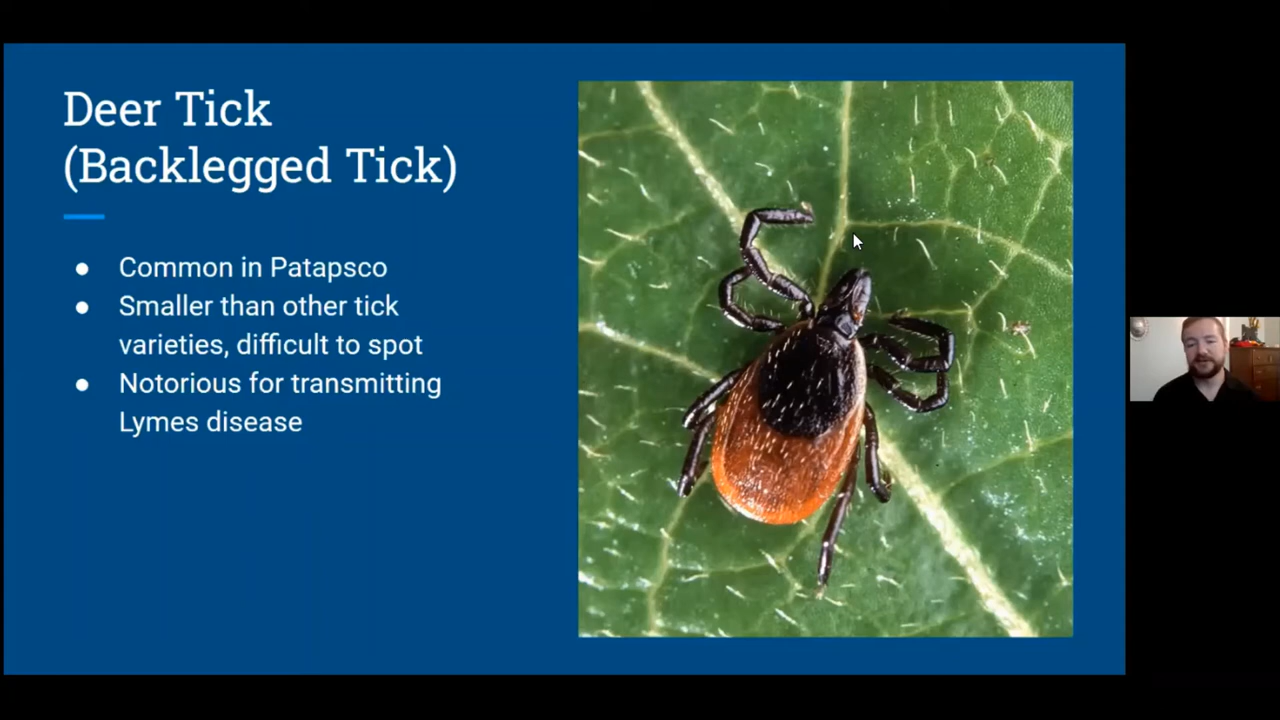 Deer Tick
(Backlegged Tick)
● Common in Patapsco
● Smaller than other tick
varieties, difficult to spot
● Notorious for transmitting
Lymes disease